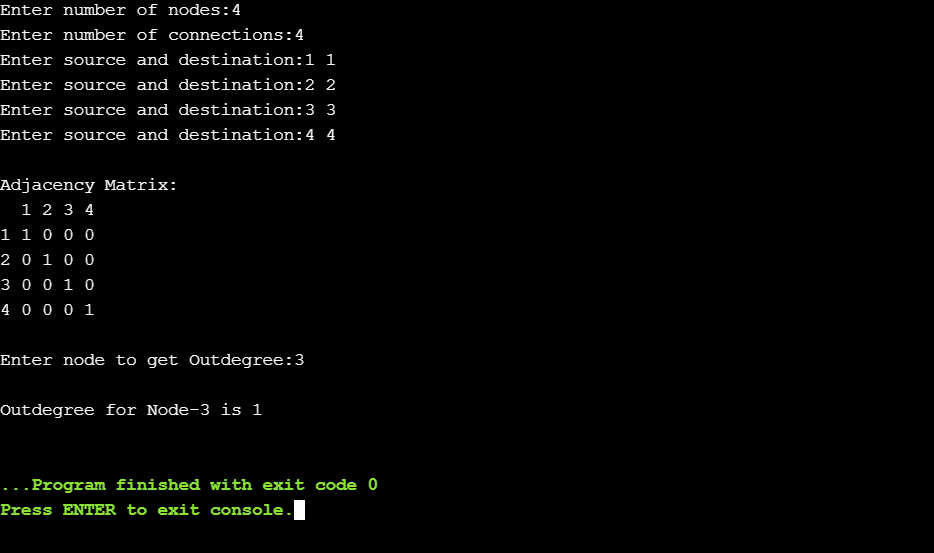 Enter number of nodes:4
Enter number of connections:4
Enter source and destination:1 1
Enter source and destination:2 2
Enter source and destination:3 3
Enter source and destination:4 4
Adjacency Matrix:
  1 2 3 4
1 1 0 0 0
2 0 1 0 0
3 0 0 1 0
4 0 0 0 1
Enter node to get Outdegree:3
Outdegree for Node-3 is 1
...Program finished with exit code 0
Press ENTER to exit console.